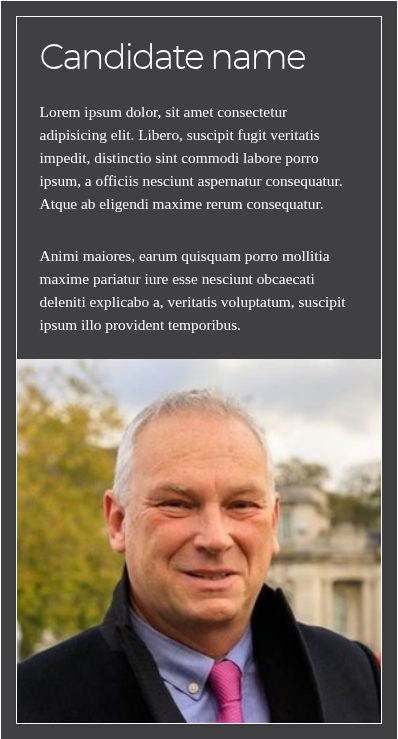 Candidate name
Lorem ipsum dolor, sit amet consectetur
adipisicing elit. Libero, suscipit fugit veritatis
impedit, distinctio sint commodi labore porro
ipsum, a officiis nesciunt aspernatur consequatur.
Atque ab eligendi maxime rerum consequatur.
Animi maiores, earum quisquam porro mollitia
maxime pariatur iure esse nesciunt obcaecati
deleniti explicabo a, veritatis voluptatum, suscipit
ipsum illo provident temporibus.